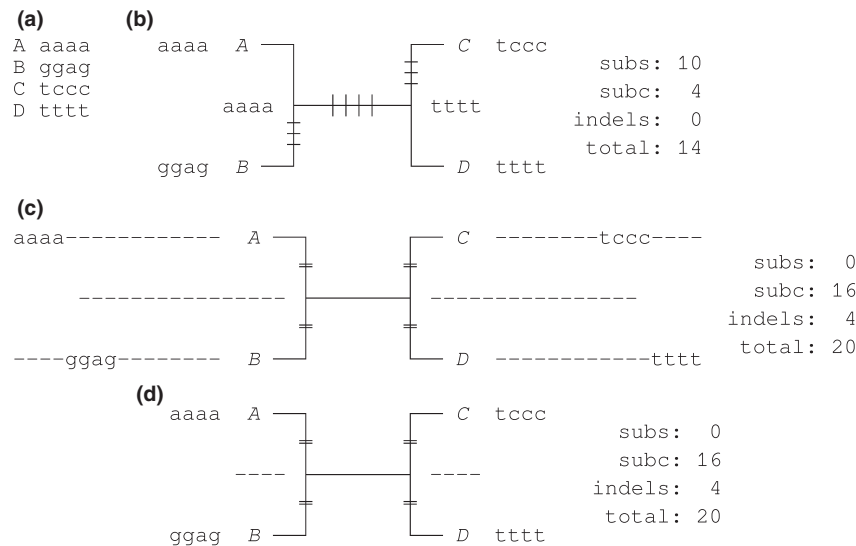 (a)
A aaaa
B ggag
C tccc
D tttt
(b)
aaaa A
C tccc
aaaa
tttt
ggag B
D tttt
subs: 10
subc: 4
indels: 0
total: 14
(c)
aaaa------------ A
C --------tccc----
----------------
----------------
----ggag-------- B
D ------------tttt
subs: 0
subc: 16
indels: 4
total: 20
(d)
aaaa A
C tccc
----
----
ggag B
D tttt
subs: 0
subc: 16
indels: 4
total: 20